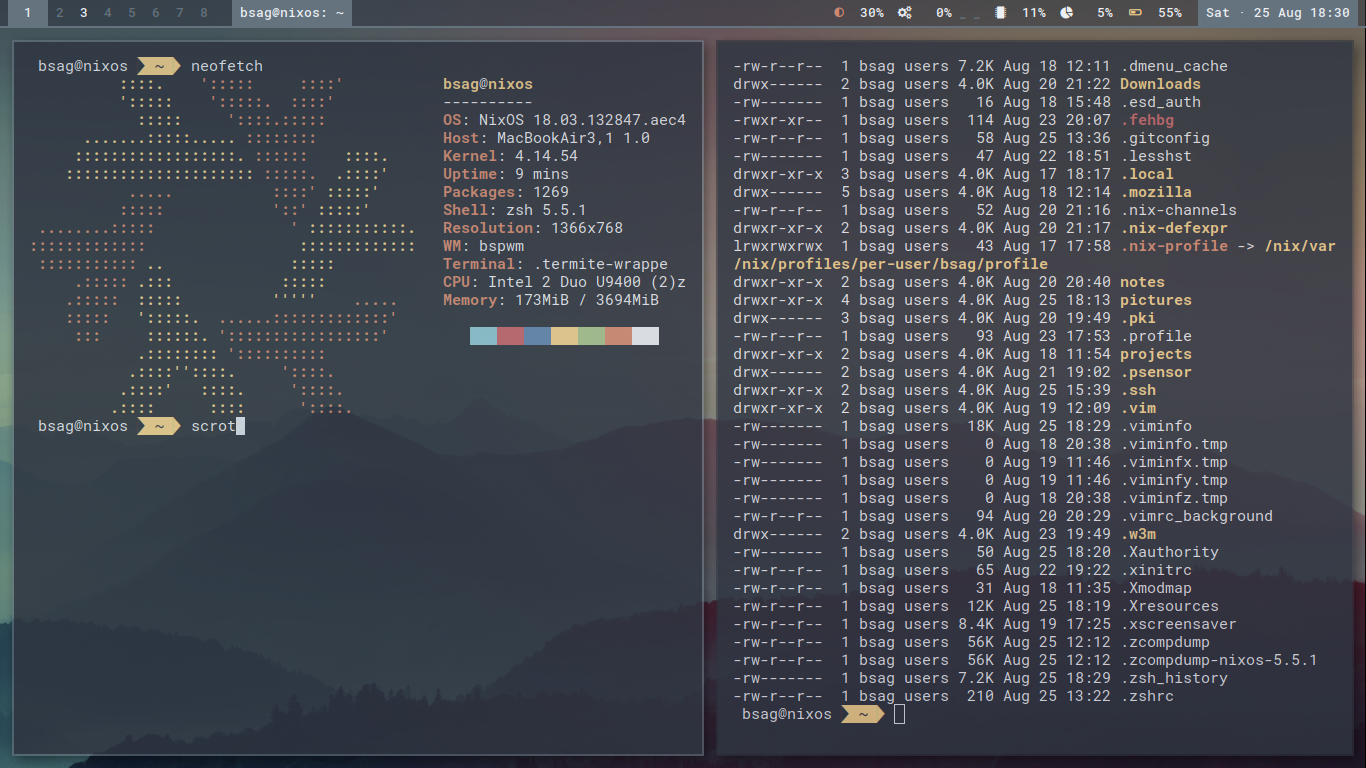 1 2 3 4 5 6 7 8 bsag@nixos: ~ 30% 0% _ _ 11% 5% 55% Sat · 25 Aug 18:30
bsag@nixos ~ neofetch
bsag@nixos
----------
OS: NixOS 18.03.132847.aec4
Host: MacBookAir3,1 1.0
Kernel: 4.14.54
Uptime: 9 mins
Packages: 1269
Shell: zsh 5.5.1
Resolution: 1366x768
WM: bspwm
Terminal: .termite-wrappe
CPU: Intel 2 Duo U9400 (2)z
Memory: 173MiB / 3694MiB
bsag@nixos ~ scrot
-rw-r--r-- 1 bsag users 7.2K Aug 18 12:11 .dmenu_cache
drwx------ 2 bsag users 4.0K Aug 20 21:22 Downloads
-rw------- 1 bsag users 16 Aug 18 15:48 .esd_auth
-rwxr-xr-x 1 bsag users 114 Aug 23 20:07 .fehbg
-rw-r--r-- 1 bsag users 58 Aug 25 13:36 .gitconfig
-rw------- 1 bsag users 47 Aug 22 18:51 .lesshst
drwxr-xr-x 3 bsag users 4.0K Aug 17 18:17 .local
drwx------ 5 bsag users 4.0K Aug 18 12:14 .mozilla
-rw-r--r-- 1 bsag users 52 Aug 20 21:16 .nix-channels
drwxr-xr-x 2 bsag users 4.0K Aug 20 21:17 .nix-defexpr
lrwxrwxrwx 1 bsag users 43 Aug 17 17:58 .nix-profile -> /nix/var
/nix/profiles/per-user/bsag/profile
drwxr-xr-x 2 bsag users 4.0K Aug 20 20:40 notes
drwxr-xr-x 4 bsag users 4.0K Aug 25 18:13 pictures
drwx------ 3 bsag users 4.0K Aug 20 19:49 .pki
-rw-r--r-- 1 bsag users 93 Aug 23 17:53 .profile
drwxr-xr-x 2 bsag users 4.0K Aug 18 11:54 projects
drwx------ 2 bsag users 4.0K Aug 21 19:02 .psensor
drwxr-xr-x 2 bsag users 4.0K Aug 25 15:39 .ssh
drwxr-xr-x 2 bsag users 4.0K Aug 19 12:09 .vim
-rw------- 1 bsag users 18K Aug 25 18:29 .viminfo
-rw------- 1 bsag users 0 Aug 18 20:38 .viminfo.tmp
-rw------- 1 bsag users 0 Aug 19 11:46 .viminfx.tmp
-rw------- 1 bsag users 0 Aug 19 11:46 .viminfy.tmp
-rw------- 1 bsag users 0 Aug 18 20:38 .viminfz.tmp
-rw-r--r-- 1 bsag users 94 Aug 20 20:29 .vimrc_background
drwx------ 2 bsag users 4.0K Aug 23 19:49 .w3m
-rw------- 1 bsag users 50 Aug 25 18:20 .Xauthority
-rw-r--r-- 1 bsag users 65 Aug 22 19:22 .xinitrc
-rw-r--r-- 1 bsag users 31 Aug 18 11:35 .Xmodmap
-rw-r--r-- 1 bsag users 12K Aug 25 18:19 .Xresources
-rw-r--r-- 1 bsag users 8.4K Aug 19 17:25 .xscreensaver
-rw-r--r-- 1 bsag users 56K Aug 25 12:12 .zcompdump
-rw-r--r-- 1 bsag users 56K Aug 25 12:12 .zcompdump-nixos-5.5.1
-rw------- 1 bsag users 7.2K Aug 25 18:29 .zsh_history
-rw-r--r-- 1 bsag users 210 Aug 25 13:22 .zshrc
bsag@nixos ~